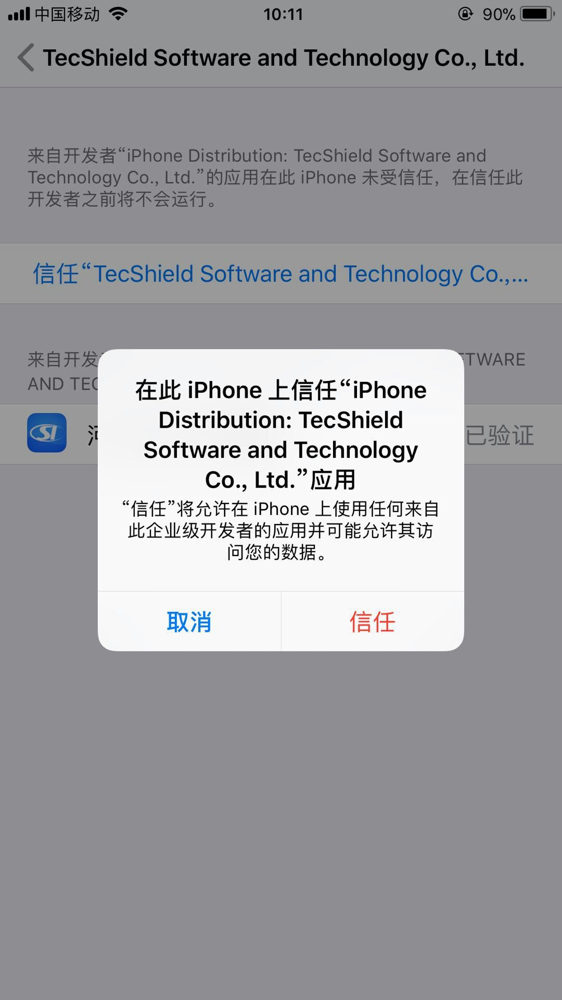 中国移动 10:11 90%
TecShield Software and Technology Co., Ltd.
来自开发者“iPhone Distribution: TecShield Software and
Technology Co., Ltd.”的应用在此 iPhone 未受信任，在信任此
开发者之前将不会运行。
信任“TecShield Software and Technology Co.,...
来自开发 TWARE
AND
SI 已验证
在此 iPhone 上信任“iPhone
Distribution: TecShield
Software and Technology
Co., Ltd.”应用
“信任”将允许在 iPhone 上使用任何来自
此企业级开发者的应用并可能允许其访
问您的数据。
取消 信任